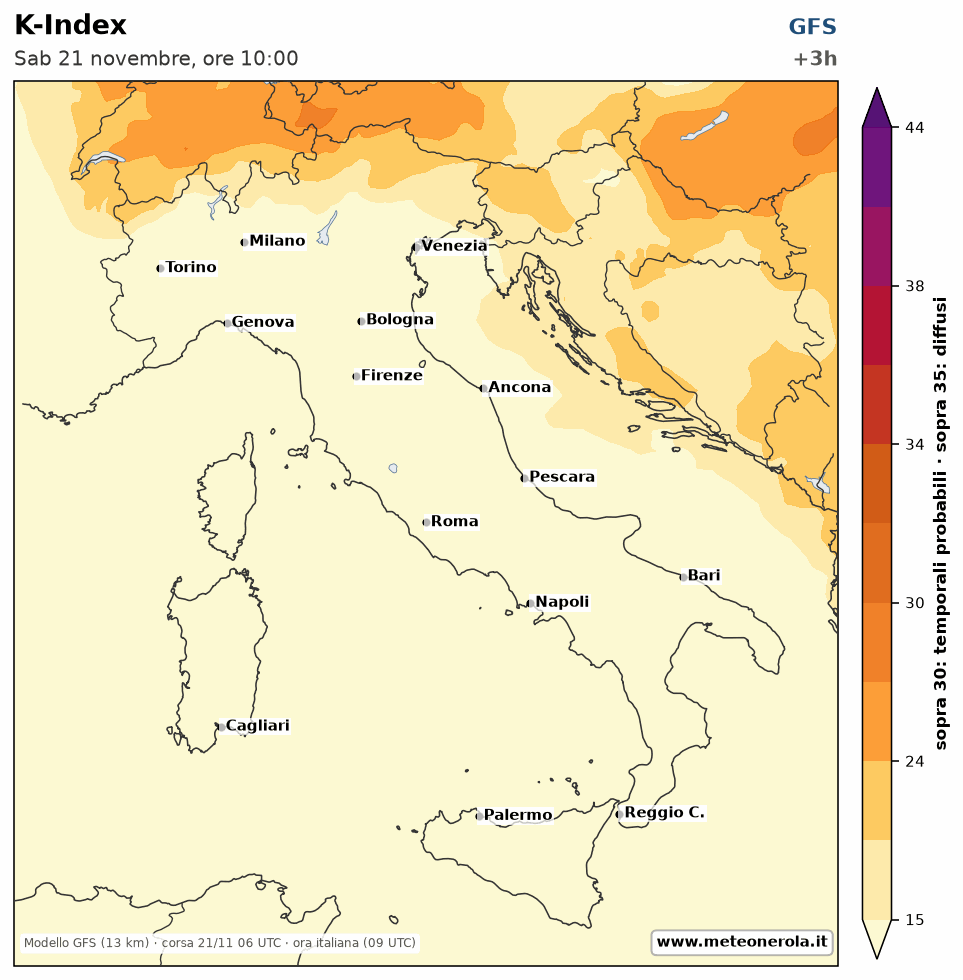 K-Index
GFS
Sab 21 novembre, ore 10:00
+3h
44
38
34
30
24
15
sopra 30: temporali probabili · sopra 35: diffusi
Milano
Venezia
Torino
Genova
Bologna
Firenze
Ancona
Pescara
Roma
Bari
Napoli
Cagliari
Palermo
Reggio C.
Modello GFS (13 km) · corsa 21/11 06 UTC · ora italiana (09 UTC)
www.meteonerola.it